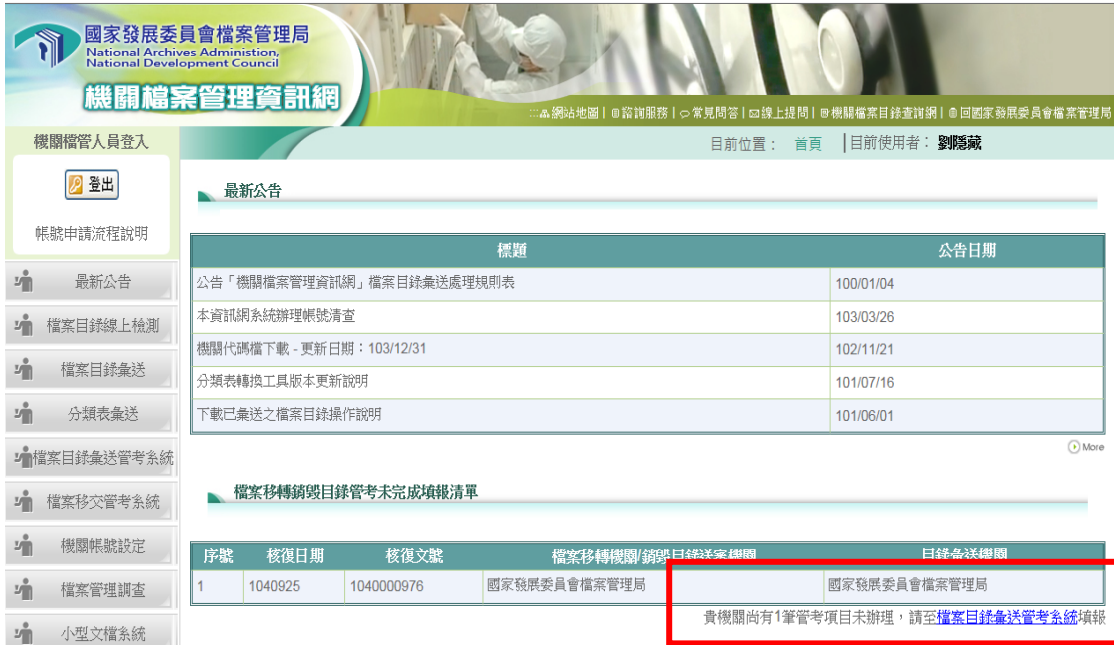 國家發展委員會檔案管理局
National Archives Administion,
National Development Council
機關檔案管理資訊網
:::網站地圖 | 諮詢服務 | 常見問答 | 線上提問 | 機關檔案目錄查詢網 | 回國家發展委員會檔案管理局
機關檔管人員登入
目前位置： 首頁 | 目前使用者： 劉隱藏
登出
帳號申請流程說明
最新公告
檔案目錄線上檢測
檔案目錄彙送
分類表彙送
檔案目錄彙送管考系統
檔案移交管考系統
機關帳號設定
檔案管理調查
小型文檔系統
最新公告
標題 公告日期
公告「機關檔案管理資訊網」檔案目錄彙送處理規則表 100/01/04
本資訊網系統辦理帳號清查 103/03/26
機關代碼檔下載 - 更新日期：103/12/31 102/11/21
分類表轉換工具版本更新說明 101/07/16
下載已彙送之檔案目錄操作說明 101/06/01
More
檔案移轉銷毀目錄管考未完成填報清單
序號 核復日期 核復文號 檔案移轉機關/銷毀目錄送審機關 目錄彙送機關
1 1040925 1040000976 國家發展委員會檔案管理局 國家發展委員會檔案管理局
貴機關尚有1筆管考項目未辦理，請至檔案目錄彙送管考系統填報